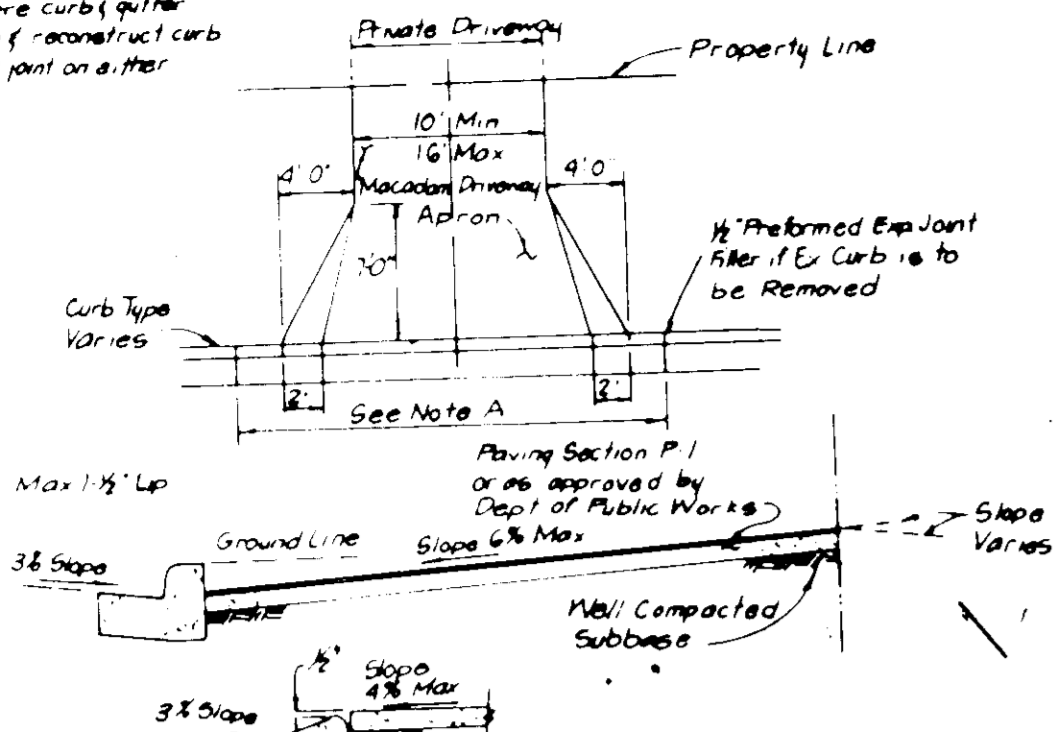 ere curb & gutter
& reconstruct curb
joint on either
Private Driveway
Property Line
10' Min
16' Max
4'0"
4'0"
Macadam Driveway
Apron
7'0"
1/2" Preformed Exp Joint
Filler if Ex Curb is to
be Removed
Curb Type
Varies
2'
2'
See Note A
Max 1-1/2" Lip
Paving Section P-1
or as approved by
Dept of Public Works
Ground Line
Slope 6% Max
Slope
Varies
3% Slope
Well Compacted
Subbase
1/2"
Slope
4% Max
3% Slope